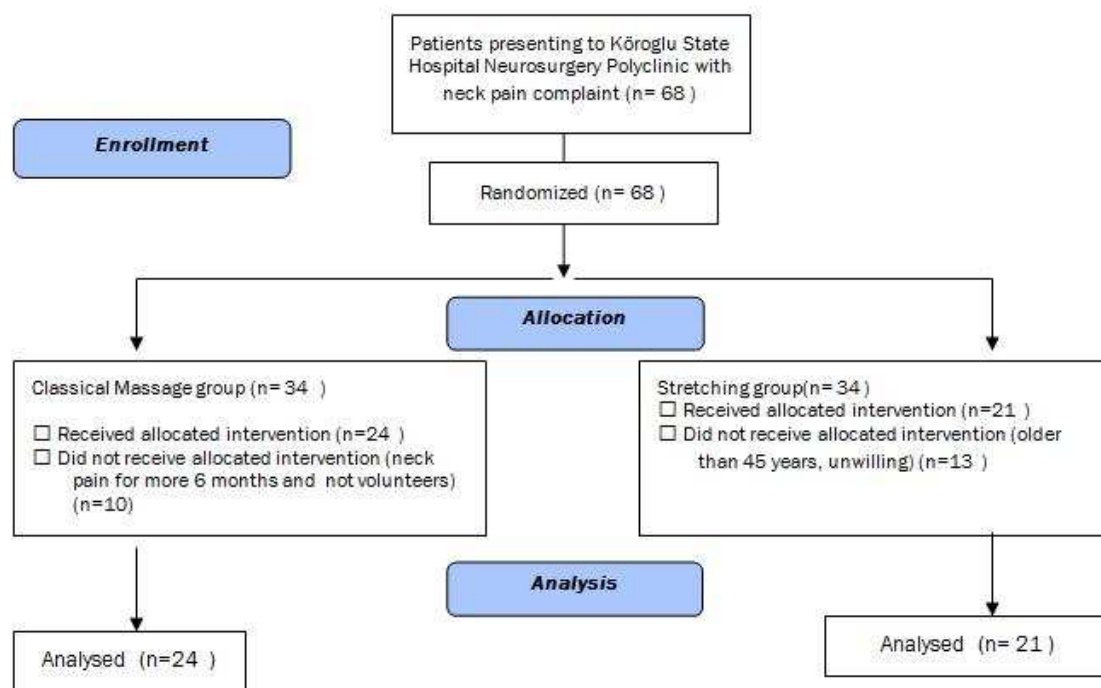 Patients presenting to Köroglu State
Hospital Neurosurgery Polyclinic with
neck pain complaint (n= 68 )
Enrollment
Randomized (n= 68 )
Allocation
Classical Massage group (n= 34 )
☐ Received allocated intervention (n=24 )
☐ Did not receive allocated intervention (neck
pain for more 6 months and not volunteers)
(n=10)
Stretching group(n= 34 )
☐ Received allocated intervention (n=21 )
☐ Did not receive allocated intervention (older
than 45 years, unwilling) (n=13 )
Analysis
Analysed (n=24 )
Analysed (n= 21 )